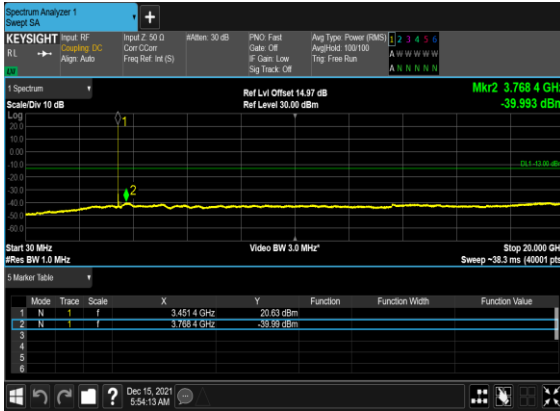 Spectrum Analyzer 1
Swept SA
+
KEYSIGHT Input: RF Input Z: 50 Ω #Atten: 30 dB PNO: Fast Avg Type: Power (RMS) 1 2 3 4 5 6
RL Coupling: DC Corr CCorr Gate: Off Avg|Hold: 100/100 A W W W W W
Align: Auto Freq Ref: Int (S) IF Gain: Low Trig: Free Run
Sig Track: Off A N N N N N
1 Spectrum Ref Lvl Offset 14.97 dB Mkr2 3.768 4 GHz
Scale/Div 10 dB Ref Level 30.00 dBm -39.993 dBm
Log
1
20.0
10.0
0.00
-10.0
DL1 -13.00 dBm
-20.0
-30.0
2
-40.0
-50.0
-60.0
Start 30 MHz Video BW 3.0 MHz* Stop 20.000 GH
#Res BW 1.0 MHz Sweep ~38.3 ms (40001 pts
5 Marker Table
Mode Trace Scale X Y Function Function Width Function Value
1 N 1 f 3.451 4 GHz 20.63 dBm
2 N 1 f 3.768 4 GHz -39.99 dBm
3
4
5
6
? Dec 15, 2021
5:54:13 AM